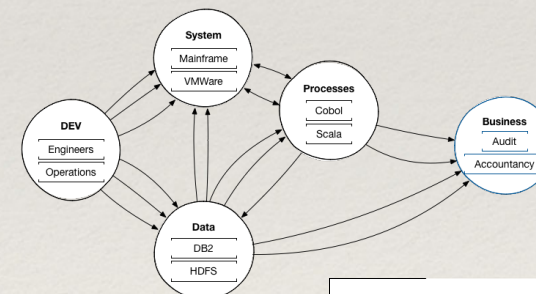 System
Mainframe
VMWare
Processes
Cobol
Scala
DEV
Engineers
Operations
Business
Audit
Accountancy
Data
DB2
HDFS